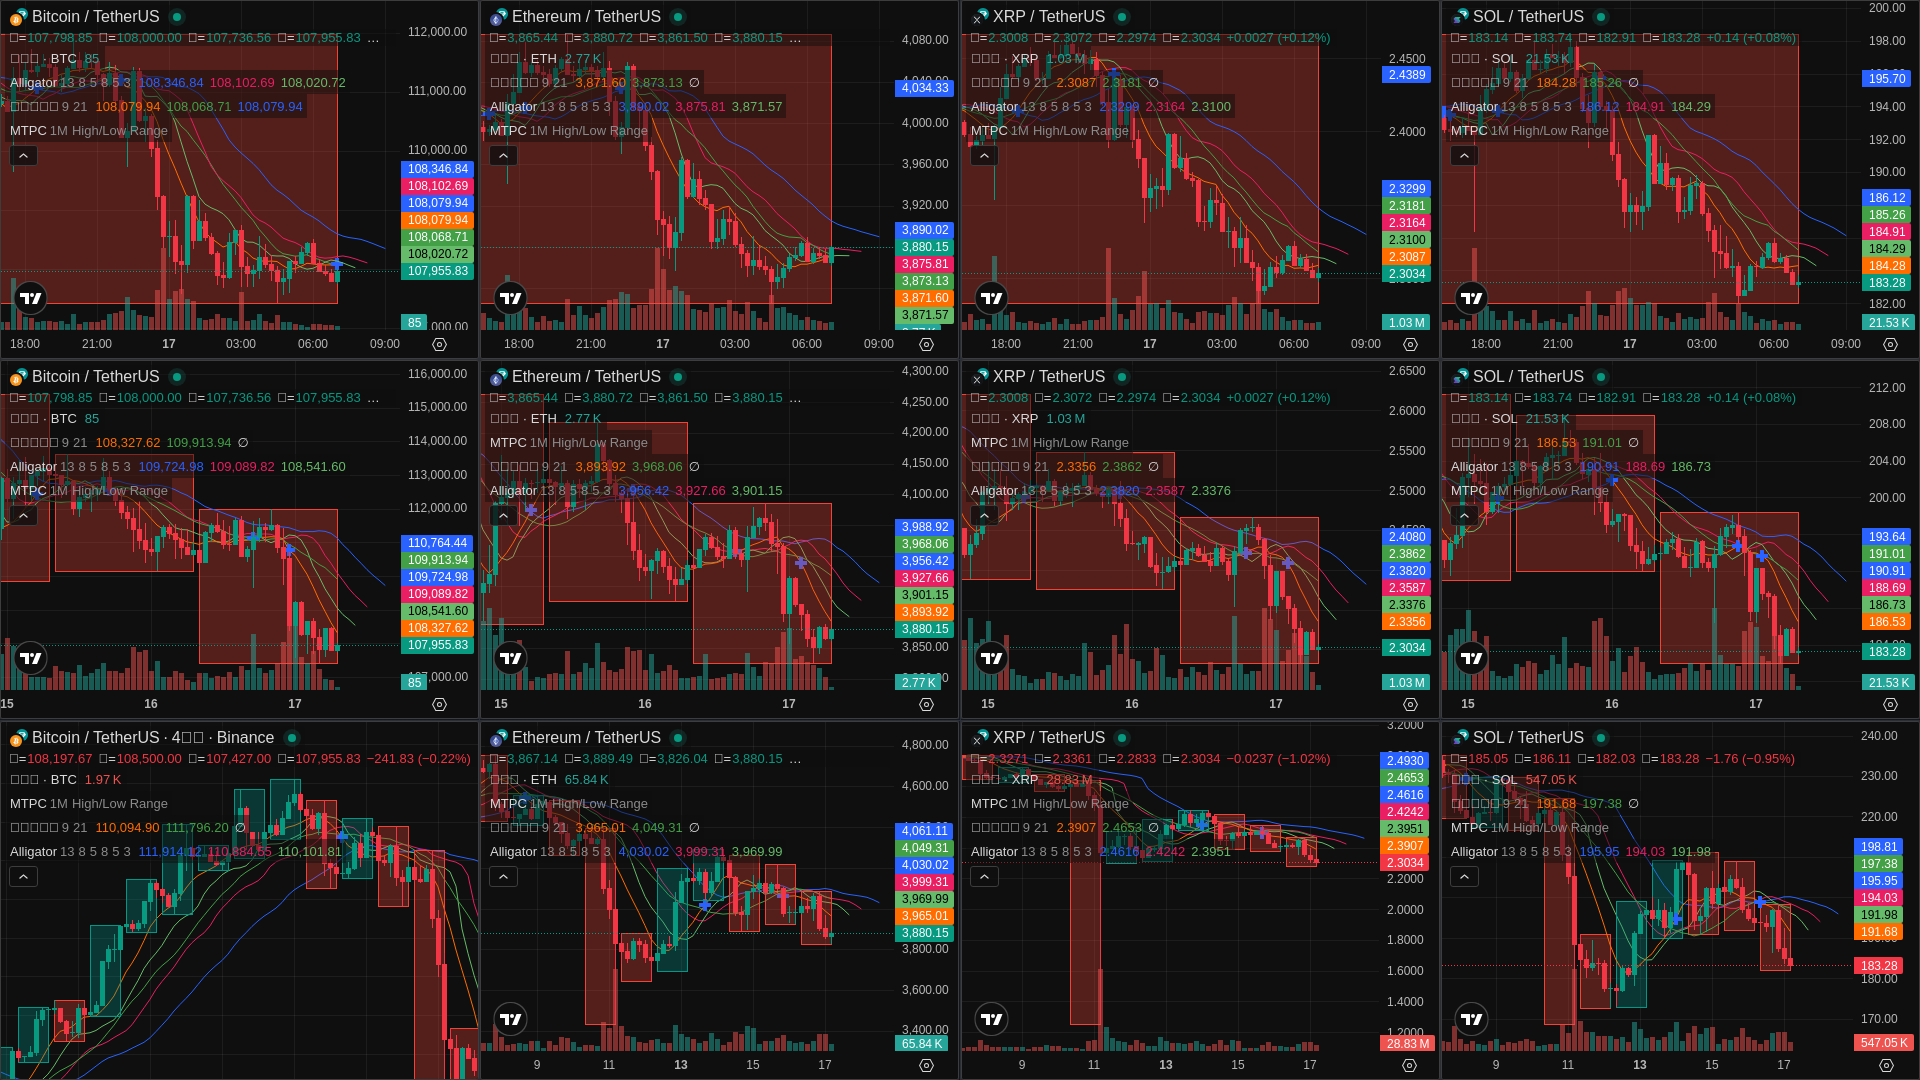 Bitcoin / TetherUS
□=107,798.85 □=108,000.00 □=107,736.56 □=107,955.83 ...
□□□ · BTC 85
Alligator 13 8 5 8 5 3 108,346.84 108,102.69 108,020.72
□□□□□ 9 21 108,079.94 108,068.71 108,079.94
MTPC 1M High/Low Range
112,000.00
111,000.00
110,000.00
108,346.84
108,102.69
108,079.94
108,079.94
108,068.71
108,020.72
107,955.83
85
18:00 21:00 17 03:00 06:00 09:00
Ethereum / TetherUS
□=3,865.44 □=3,880.72 □=3,861.50 □=3,880.15 ...
□□□ · ETH 2.77 K
□□□□□ 9 21 3,871.60 3,873.13 ∅
Alligator 13 8 5 8 5 3 3,890.02 3,875.81 3,871.57
MTPC 1M High/Low Range
4,080.00
4,040.00
4,034.33
4,000.00
3,960.00
3,920.00
3,890.02
3,880.15
3,875.81
3,873.13
3,871.60
3,871.57
18:00 21:00 17 03:00 06:00 09:00
XRP / TetherUS
□=2.3008 □=2.3072 □=2.2974 □=2.3034 +0.0027 (+0.12%)
□□□ · XRP 1.03 M
□□□□□ 9 21 2.3087 2.3181 ∅
Alligator 13 8 5 8 5 3 2.3299 2.3164 2.3100
MTPC 1M High/Low Range
2.4500
2.4389
2.4000
2.3299
2.3181
2.3164
2.3100
2.3087
2.3034
1.03 M
18:00 21:00 17 03:00 06:00 09:00
SOL / TetherUS
□=183.14 □=183.74 □=182.91 □=183.28 +0.14 (+0.08%)
□□□ · SOL 21.53 K
□□□□□ 9 21 184.28 185.26 ∅
Alligator 13 8 5 8 5 3 186.12 184.91 184.29
MTPC 1M High/Low Range
200.00
198.00
195.70
194.00
192.00
190.00
186.12
185.26
184.91
184.29
184.28
183.28
182.00
21.53 K
18:00 21:00 17 03:00 06:00 09:00
Bitcoin / TetherUS
□=107,798.85 □=108,000.00 □=107,736.56 □=107,955.83 ...
□□□ · BTC 85
□□□□□ 9 21 108,327.62 109,913.94 ∅
Alligator 13 8 5 8 5 3 109,724.98 109,089.82 108,541.60
MTPC 1M High/Low Range
116,000.00
115,000.00
114,000.00
113,000.00
112,000.00
110,764.44
109,913.94
109,724.98
109,089.82
108,541.60
108,327.62
107,955.83
85
15 16 17
Ethereum / TetherUS
□=3,865.44 □=3,880.72 □=3,861.50 □=3,880.15 ...
□□□ · ETH 2.77 K
MTPC 1M High/Low Range
□□□□□ 9 21 3,893.92 3,968.06 ∅
Alligator 13 8 5 8 5 3 3,956.42 3,927.66 3,901.15
4,300.00
4,250.00
4,200.00
4,150.00
4,100.00
3,988.92
3,968.06
3,956.42
3,927.66
3,901.15
3,893.92
3,880.15
3,850.00
2.77 K
15 16 17
XRP / TetherUS
□=2.3008 □=2.3072 □=2.2974 □=2.3034 +0.0027 (+0.12%)
□□□ · XRP 1.03 M
MTPC 1M High/Low Range
□□□□□ 9 21 2.3356 2.3862 ∅
Alligator 13 8 5 8 5 3 2.3820 2.3587 2.3376
2.6500
2.6000
2.5500
2.5000
2.4080
2.3862
2.3820
2.3587
2.3376
2.3356
2.3034
1.03 M
15 16 17
SOL / TetherUS
□=183.14 □=183.74 □=182.91 □=183.28 +0.14 (+0.08%)
□□□ · SOL 21.53 K
□□□□□ 9 21 186.53 191.01 ∅
Alligator 13 8 5 8 5 3 190.91 188.69 186.73
MTPC 1M High/Low Range
212.00
208.00
204.00
200.00
193.64
191.01
190.91
188.69
186.73
186.53
183.28
21.53 K
15 16 17
Bitcoin / TetherUS · 4□□ · Binance
□=108,197.67 □=108,500.00 □=107,427.00 □=107,955.83 −241.83 (−0.22%)
□□□ · BTC 1.97 K
MTPC 1M High/Low Range
□□□□□ 9 21 110,094.90 111,796.20 ∅
Alligator 13 8 5 8 5 3 111,914.12 110,884.55 110,101.81
Ethereum / TetherUS
□=3,867.14 □=3,889.49 □=3,826.04 □=3,880.15 ...
□□□ · ETH 65.84 K
MTPC 1M High/Low Range
□□□□□ 9 21 3,965.01 4,049.31 ∅
Alligator 13 8 5 8 5 3 4,030.02 3,999.31 3,969.99
4,800.00
4,600.00
4,061.11
4,049.31
4,030.02
3,999.31
3,969.99
3,965.01
3,880.15
3,800.00
3,600.00
3,400.00
65.84 K
9 11 13 15 17
XRP / TetherUS
□=2.3271 □=2.3361 □=2.2833 □=2.3034 −0.0237 (−1.02%)
□□□ · XRP 28.83 M
MTPC 1M High/Low Range
□□□□□ 9 21 2.3907 2.4653 ∅
Alligator 13 8 5 8 5 3 2.4616 2.4242 2.3951
3.2000
2.4930
2.4653
2.4616
2.4242
2.3951
2.3907
2.3034
2.2000
2.0000
1.8000
1.6000
1.4000
1.2000
28.83 M
9 11 13 15 17
SOL / TetherUS
□=185.05 □=186.11 □=182.03 □=183.28 −1.76 (−0.95%)
□□□ · SOL 547.05 K
□□□□□ 9 21 191.68 197.38 ∅
MTPC 1M High/Low Range
Alligator 13 8 5 8 5 3 195.95 194.03 191.98
240.00
230.00
220.00
198.81
197.38
195.95
194.03
191.98
191.68
183.28
180.00
170.00
547.05 K
9 11 13 15 17